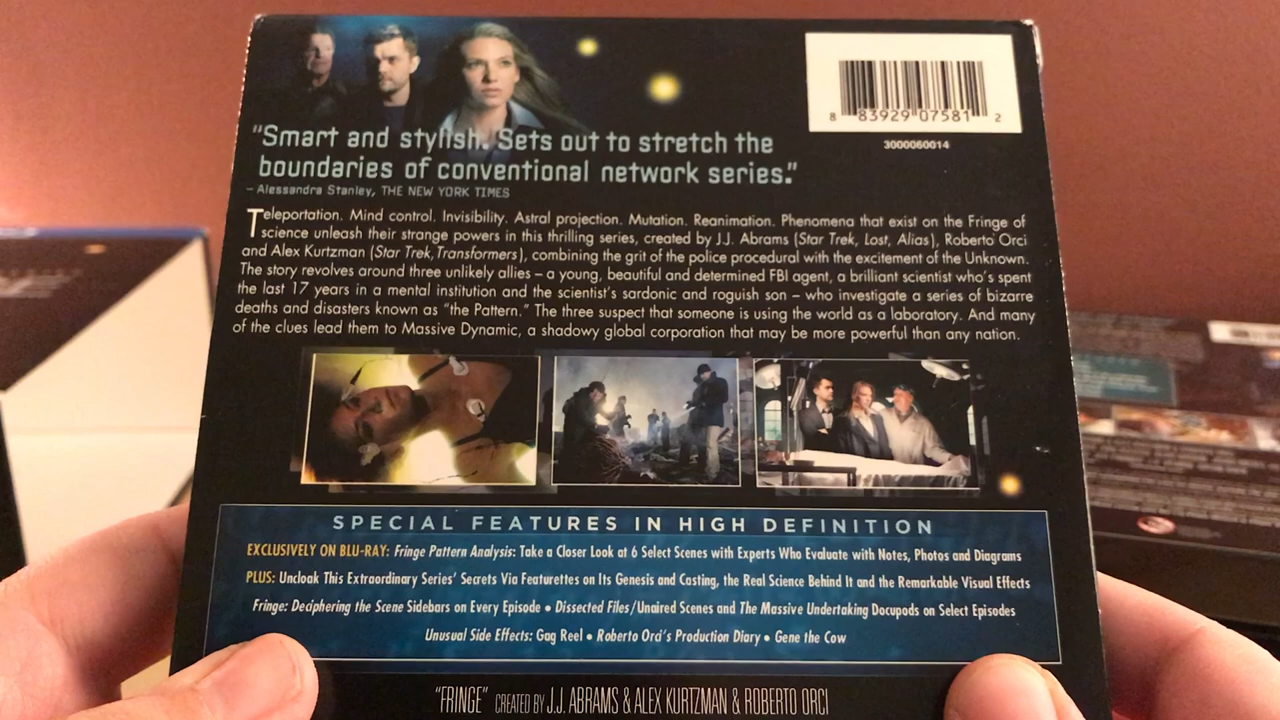 8 83929 07581 2
3000060014
"Smart and stylish. Sets out to stretch the
boundaries of conventional network series."
– Alessandra Stanley, THE NEW YORK TIMES
Teleportation. Mind control. Invisibility. Astral projection. Mutation. Reanimation. Phenomena that exist on the Fringe of
science unleash their strange powers in this thrilling series, created by J.J. Abrams (Star Trek, Lost, Alias), Roberto Orci
and Alex Kurtzman (Star Trek, Transformers), combining the grit of the police procedural with the excitement of the Unknown.
The story revolves around three unlikely allies – a young, beautiful and determined FBI agent, a brilliant scientist who's spent
the last 17 years in a mental institution and the scientist's sardonic and roguish son – who investigate a series of bizarre
deaths and disasters known as "the Pattern." The three suspect that someone is using the world as a laboratory. And many
of the clues lead them to Massive Dynamic, a shadowy global corporation that may be more powerful than any nation.
SPECIAL FEATURES IN HIGH DEFINITION
EXCLUSIVELY ON BLU-RAY: Fringe Pattern Analysis: Take a Closer Look at 6 Select Scenes with Experts Who Evaluate with Notes, Photos and Diagrams
PLUS: Uncloak This Extraordinary Series' Secrets Via Featurettes on Its Genesis and Casting, the Real Science Behind It and the Remarkable Visual Effects
Fringe: Deciphering the Scene Sidebars on Every Episode • Dissected Files/Unaired Scenes and The Massive Undertaking Docupods on Select Episodes
Unusual Side Effects: Gag Reel • Roberto Orci's Production Diary • Gene the Cow
"FRINGE" CREATED BY J.J. ABRAMS & ALEX KURTZMAN & ROBERTO ORCI